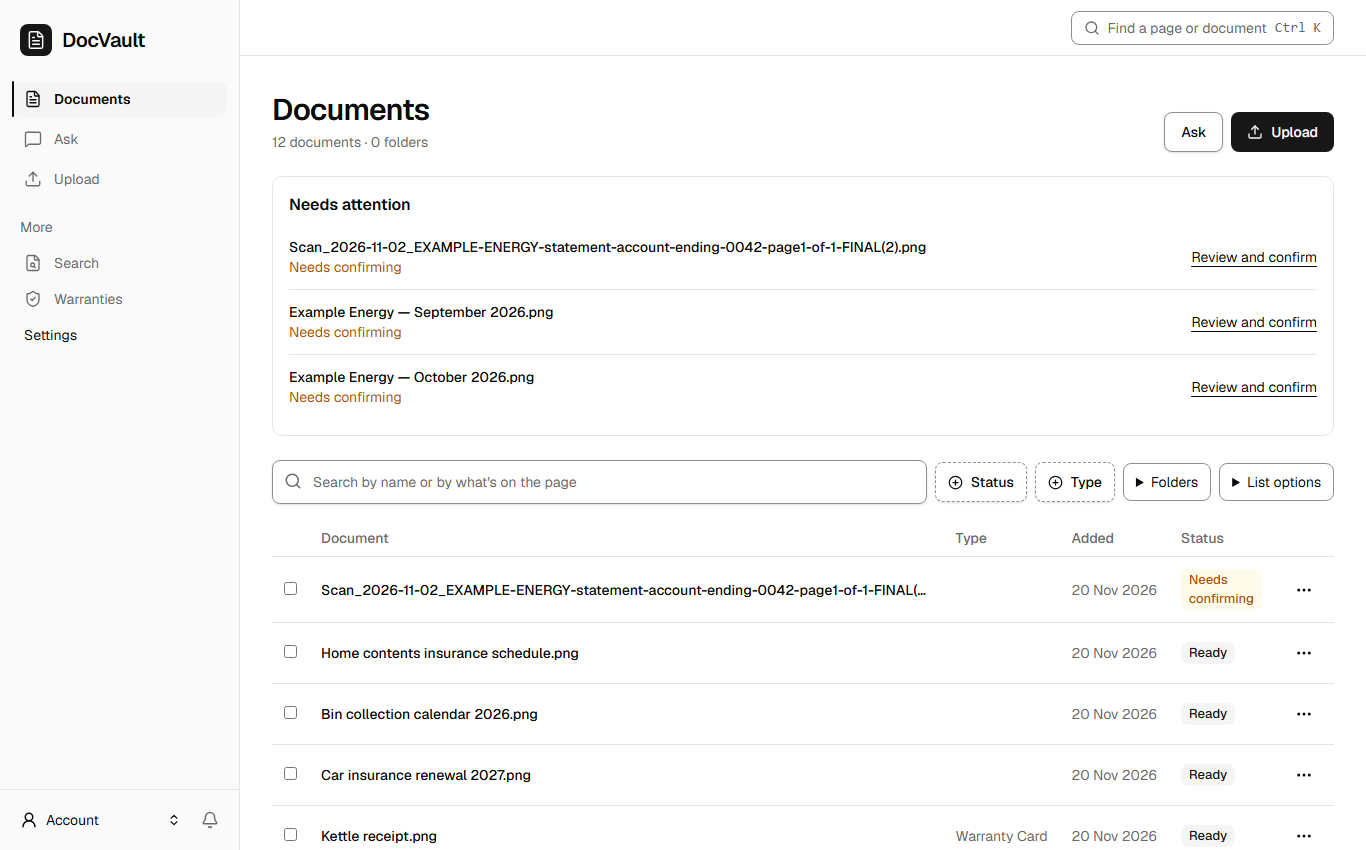 DocVault
Find a page or document Ctrl K
Documents
Ask
Upload
More
Search
Warranties
Settings
Account
Documents
12 documents · 0 folders
Ask
Upload
Needs attention
Scan_2026-11-02_EXAMPLE-ENERGY-statement-account-ending-0042-page1-of-1-FINAL(2).png
Needs confirming
Review and confirm
Example Energy — September 2026.png
Needs confirming
Review and confirm
Example Energy — October 2026.png
Needs confirming
Review and confirm
Search by name or by what's on the page
Status
Type
Folders
List options
Document Type Added Status
Scan_2026-11-02_EXAMPLE-ENERGY-statement-account-ending-0042-page1-of-1-FINAL(... 20 Nov 2026 Needs confirming
Home contents insurance schedule.png 20 Nov 2026 Ready
Bin collection calendar 2026.png 20 Nov 2026 Ready
Car insurance renewal 2027.png 20 Nov 2026 Ready
Kettle receipt.png Warranty Card 20 Nov 2026 Ready